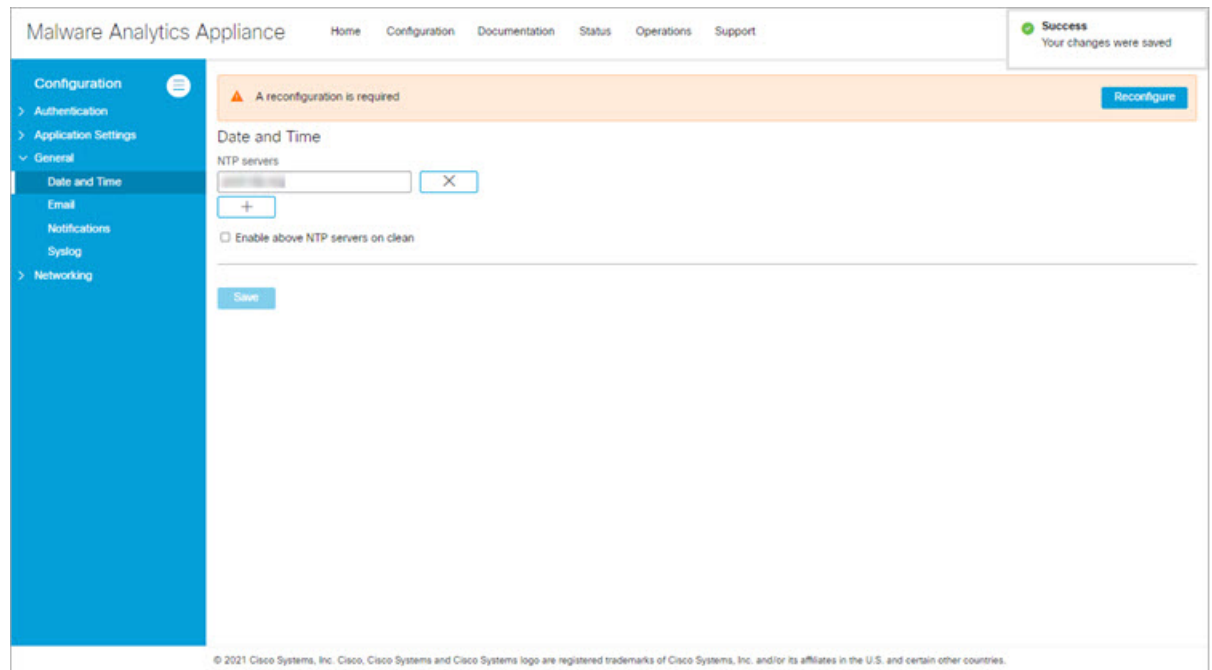 Malware Analytics Appliance
Home Configuration Documentation Status Operations Support
Success
Your changes were saved
Configuration
Authentication
Application Settings
General
Date and Time
Email
Notifications
Syslog
Networking
A reconfiguration is required
Reconfigure
Date and Time
NTP servers
Enable above NTP servers on clean
Save
© 2021 Cisco Systems, Inc. Cisco, Cisco Systems and Cisco Systems logo are registered trademarks of Cisco Systems, Inc. and/or its affiliates in the U.S. and certain other countries.